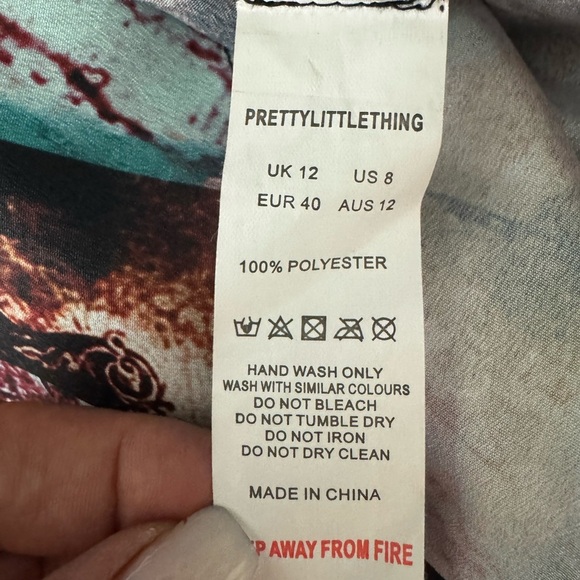 PRETTYLITTLETHING
UK 12 US 8
EUR 40 AUS 12
100% POLYESTER
HAND WASH ONLY
WASH WITH SIMILAR COLOURS
DO NOT BLEACH
DO NOT TUMBLE DRY
DO NOT IRON
DO NOT DRY CLEAN
MADE IN CHINA
AWAY FROM FIRE